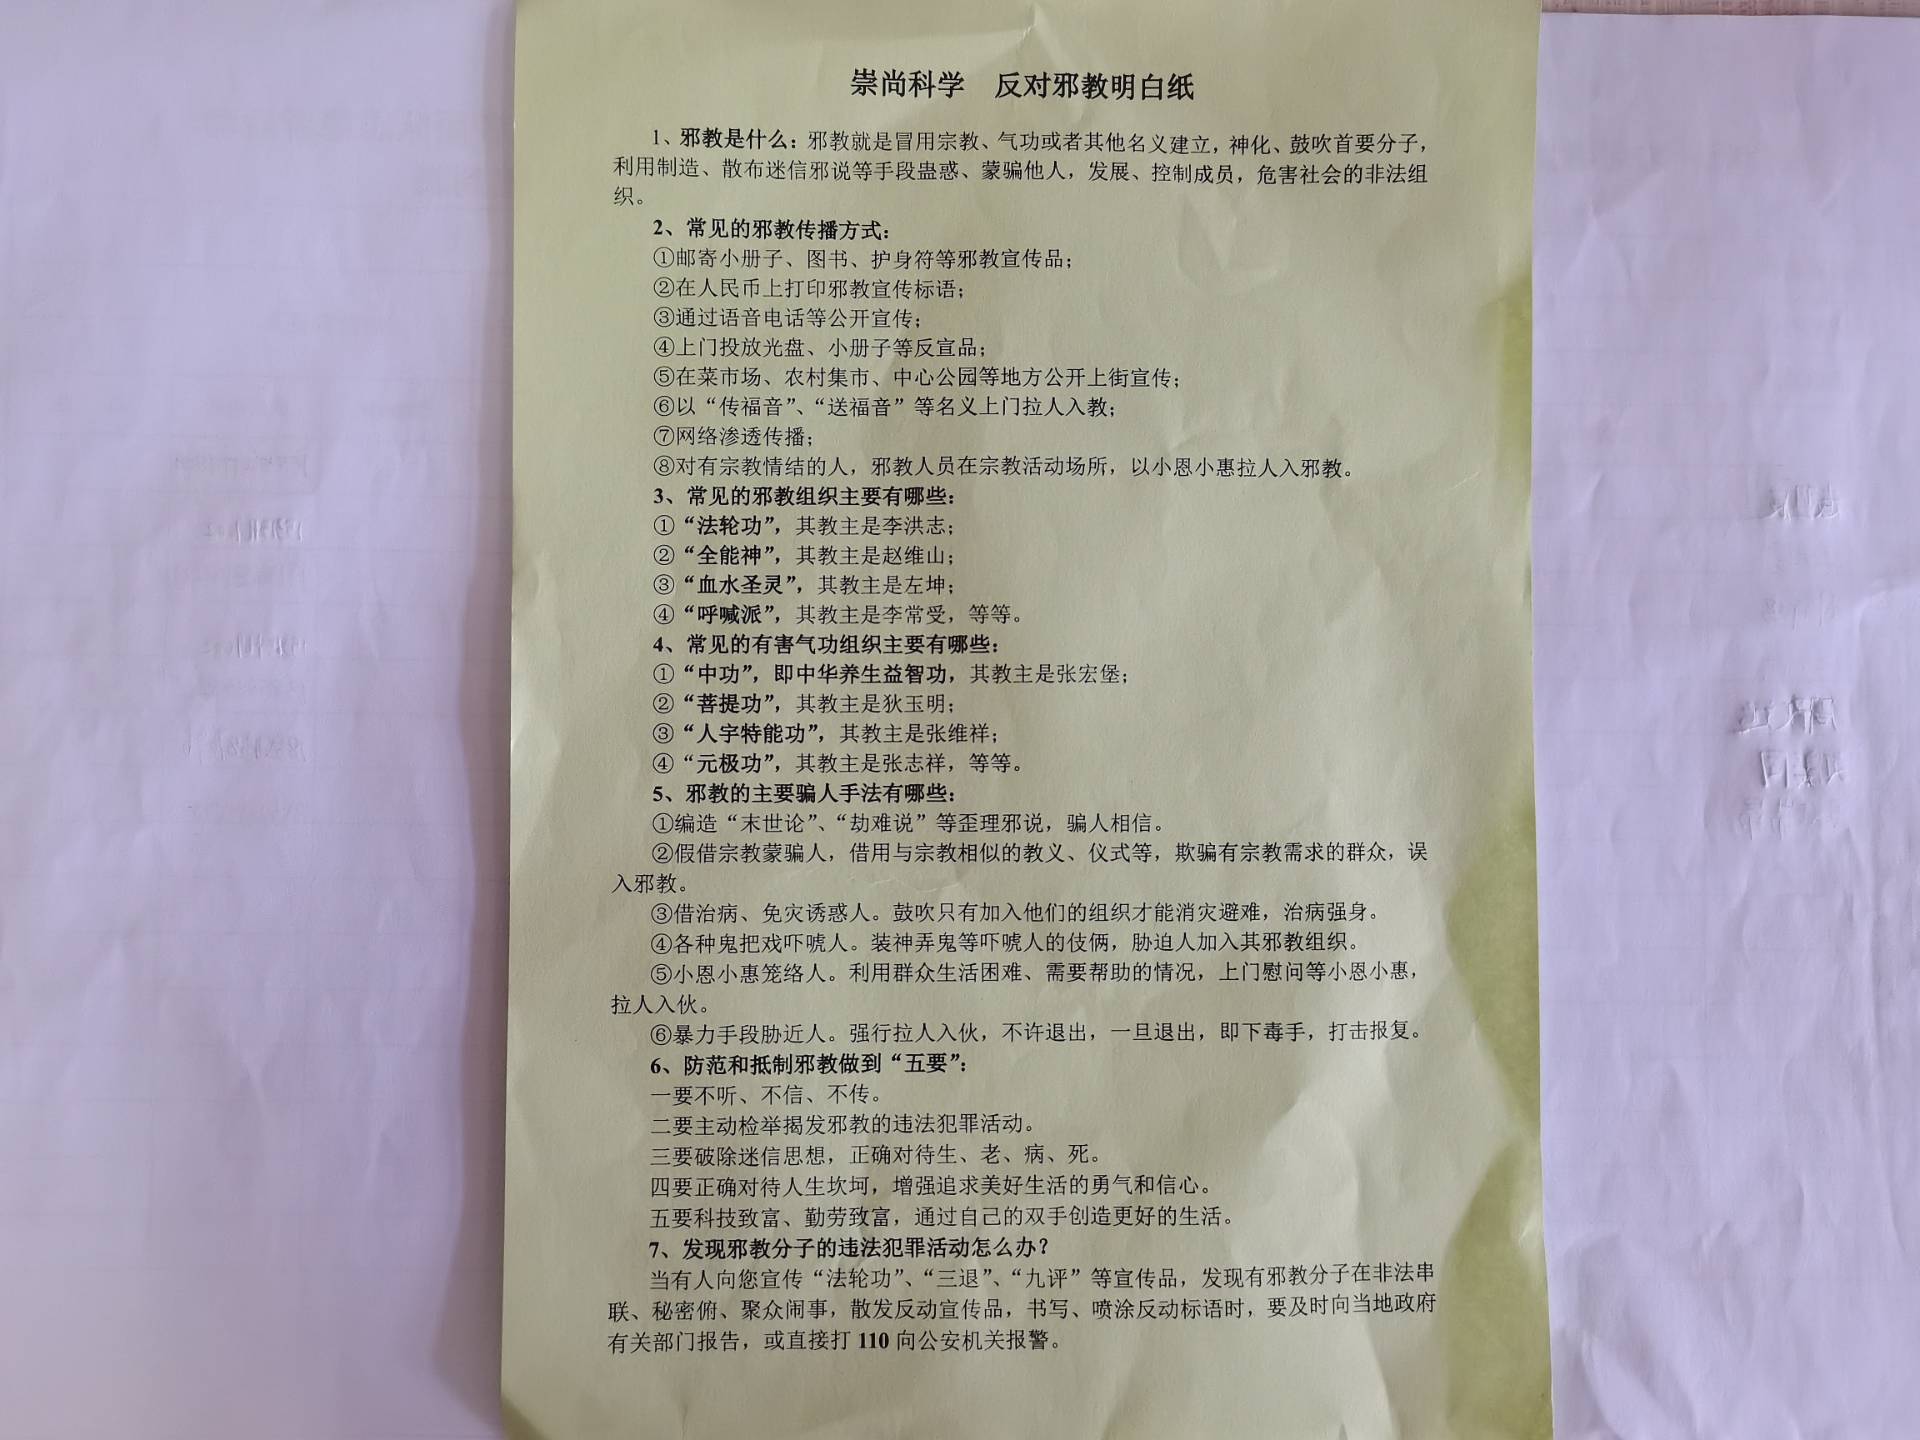 崇尚科学　反对邪教明白纸
1、邪教是什么：邪教就是冒用宗教、气功或者其他名义建立，神化、鼓吹首要分子，
利用制造、散布迷信邪说等手段蛊惑、蒙骗他人，发展、控制成员，危害社会的非法组
织。
2、常见的邪教传播方式：
①邮寄小册子、图书、护身符等邪教宣传品；
②在人民币上打印邪教宣传标语；
③通过语音电话等公开宣传；
④上门投放光盘、小册子等反宣品；
⑤在菜市场、农村集市、中心公园等地方公开上街宣传；
⑥以“传福音”、“送福音”等名义上门拉人入教；
⑦网络渗透传播；
⑧对有宗教情结的人，邪教人员在宗教活动场所，以小恩小惠拉人入邪教。
3、常见的邪教组织主要有哪些：
①“法轮功”，其教主是李洪志；
②“全能神”，其教主是赵维山；
③“血水圣灵”，其教主是左坤；
④“呼喊派”，其教主是李常受，等等。
4、常见的有害气功组织主要有哪些：
①“中功”，即中华养生益智功，其教主是张宏堡；
②“菩提功”，其教主是狄玉明；
③“人宇特能功”，其教主是张维祥；
④“元极功”，其教主是张志祥，等等。
5、邪教的主要骗人手法有哪些：
①编造“末世论”、“劫难说”等歪理邪说，骗人相信。
②假借宗教蒙骗人，借用与宗教相似的教义、仪式等，欺骗有宗教需求的群众，误
入邪教。
③借治病、免灾诱惑人。鼓吹只有加入他们的组织才能消灾避难，治病强身。
④各种鬼把戏吓唬人。装神弄鬼等吓唬人的伎俩，胁迫人加入其邪教组织。
⑤小恩小惠笼络人。利用群众生活困难、需要帮助的情况，上门慰问等小恩小惠，
拉人入伙。
⑥暴力手段胁近人。强行拉人入伙，不许退出，一旦退出，即下毒手，打击报复。
6、防范和抵制邪教做到“五要”：
一要不听、不信、不传。
二要主动检举揭发邪教的违法犯罪活动。
三要破除迷信思想，正确对待生、老、病、死。
四要正确对待人生坎坷，增强追求美好生活的勇气和信心。
五要科技致富、勤劳致富，通过自己的双手创造更好的生活。
7、发现邪教分子的违法犯罪活动怎么办？
当有人向您宣传“法轮功”、“三退”、“九评”等宣传品，发现有邪教分子在非法串
联、秘密俯、聚众闹事，散发反动宣传品，书写、喷涂反动标语时，要及时向当地政府
有关部门报告，或直接打 110 向公安机关报警。